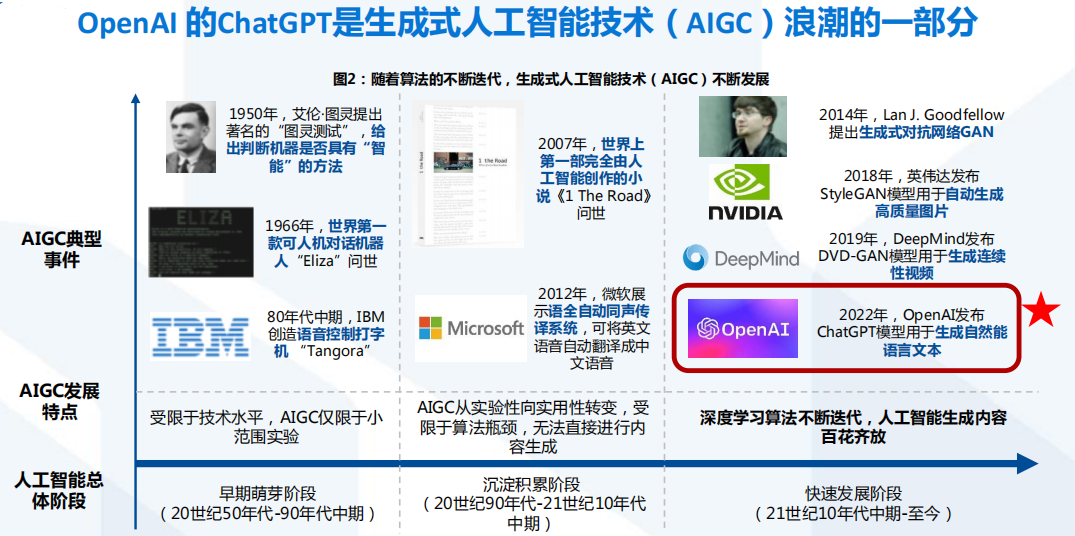 OpenAI 的ChatGPT是生成式人工智能技术（AIGC）浪潮的一部分
图2：随着算法的不断迭代，生成式人工智能技术（AIGC）不断发展
AIGC典型
事件
1950年，艾伦·图灵提出
著名的“图灵测试”，给
出判断机器是否具有“智
能”的方法
ELIZA
1966年，世界第一
款可人机对话机器
人“Eliza”问世
IBM
80年代中期，IBM
创造语音控制打字
机 “Tangora”
1 the Road
1 the Road
2007年，世界上
第一部完全由人
工智能创作的小
说《1 The Road》
问世
Microsoft
2012年，微软展
示语全自动同声传
译系统，可将英文
语音自动翻译成中
文语音
2014年，Lan J. Goodfellow
提出生成式对抗网络GAN
NVIDIA
2018年，英伟达发布
StyleGAN模型用于自动生成
高质量图片
DeepMind
2019年，DeepMind发布
DVD-GAN模型用于生成连续
性视频
OpenAI
2022年，OpenAI发布
ChatGPT模型用于生成自然能
语言文本
AIGC发展
特点
受限于技术水平，AIGC仅限于小
范围实验
AIGC从实验性向实用性转变，受
限于算法瓶颈，无法直接进行内
容生成
深度学习算法不断迭代，人工智能生成内容
百花齐放
人工智能总
体阶段
早期萌芽阶段
（20世纪50年代-90年代中期）
沉淀积累阶段
（20世纪90年代-21世纪10年代
中期）
快速发展阶段
（21世纪10年代中期-至今）